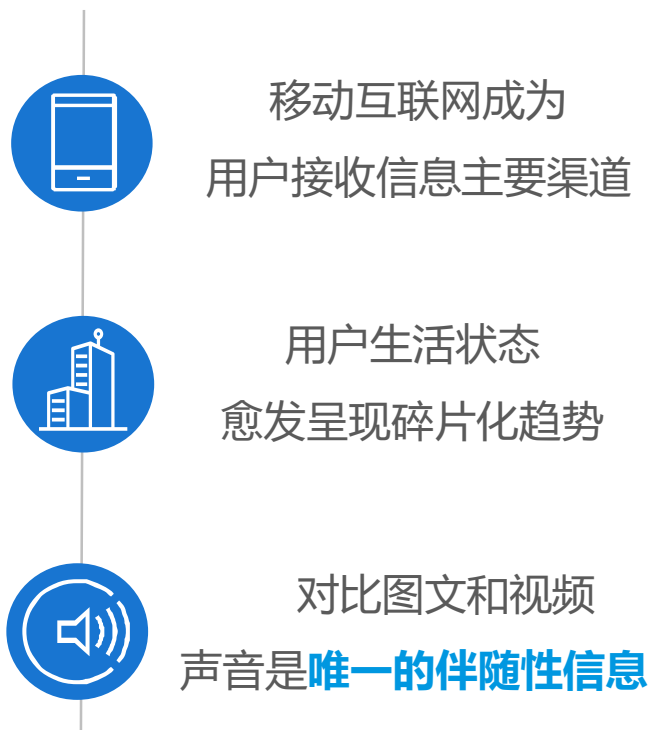 移动互联网成为
用户接收信息主要渠道
用户生活状态
愈发呈现碎片化趋势
对比图文和视频
声音是唯一的伴随性信息